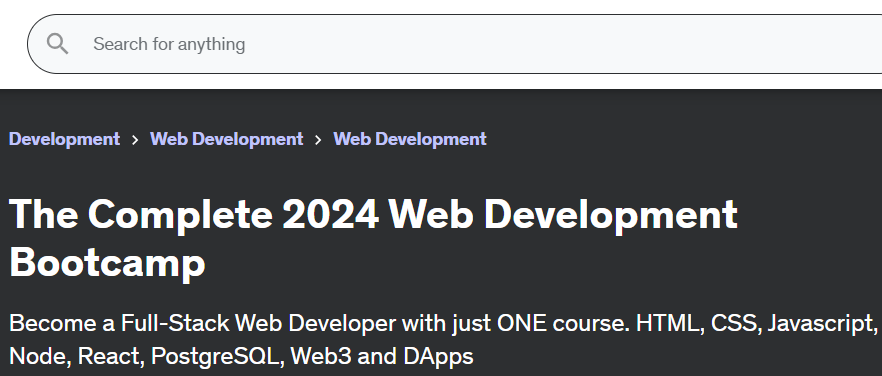 Search for anything
Development > Web Development > Web Development
The Complete 2024 Web Development
Bootcamp
Become a Full-Stack Web Developer with just ONE course. HTML, CSS, Javascript,
Node, React, PostgreSQL, Web3 and DApps